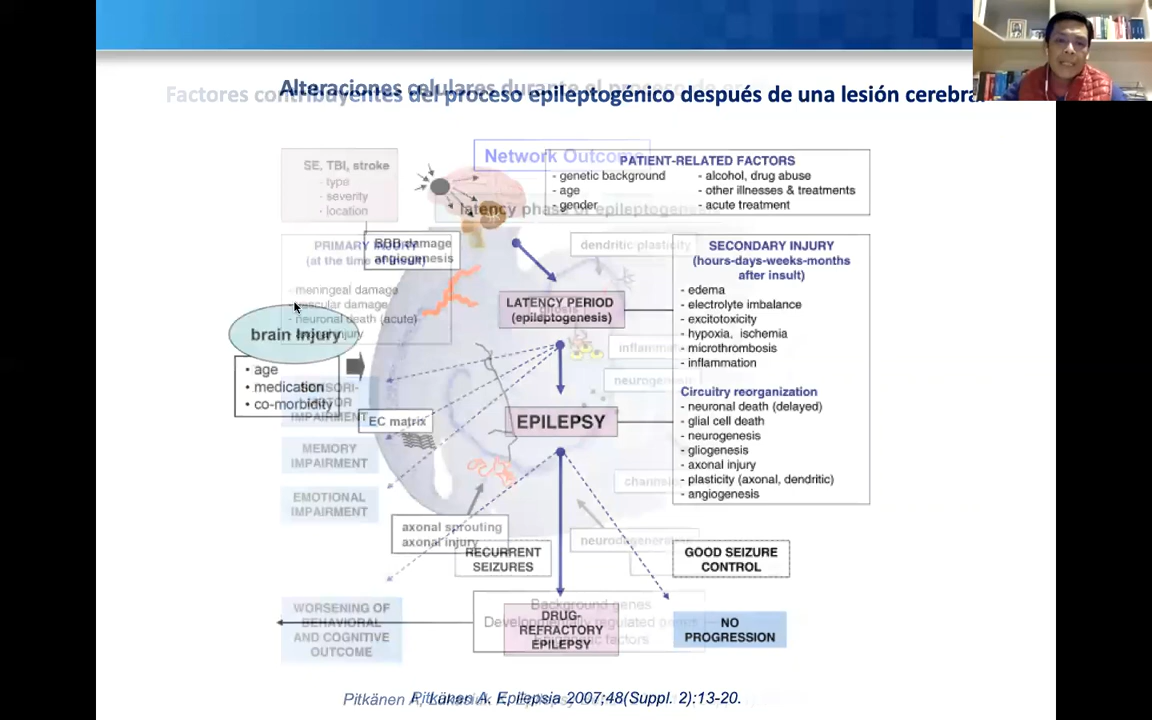 Alteraciones celulares durante el proceso de
Factores contribuyentes del proceso epileptogénico después de una lesión cerebral
Network Outcome
SE, TBI, stroke
- type
- severity
- location
PATIENT-RELATED FACTORS
- genetic background
- age
- gender
- alcohol, drug abuse
- other illnesses & treatments
- acute treatment
latency phase of epileptogenesis
PRIMARY INJURY
(at the time of insult)
- meningeal damage
- vascular damage
- neuronal death (acute)
- axonal injury
BBB damage
angiogenesis
dendritic plasticity
LATENCY PERIOD
(epileptogenesis)
gliosis
SECONDARY INJURY
(hours-days-weeks-months
after insult)
- edema
- electrolyte imbalance
- excitotoxicity
- hypoxia, ischemia
- microthrombosis
- inflammation
Circuitry reorganization
- neuronal death (delayed)
- glial cell death
- neurogenesis
- gliogenesis
- axonal injury
- plasticity (axonal, dendritic)
- angiogenesis
brain injury
• age
• medication
• co-morbidity
IMPAIRMENT
EC matrix
EPILEPSY
MEMORY
IMPAIRMENT
EMOTIONAL
IMPAIRMENT
axonal sprouting
axonal injury
RECURRENT
SEIZURES
GOOD SEIZURE
CONTROL
WORSENING OF
BEHAVIORAL
AND COGNITIVE
OUTCOME
Background genes
Developmentally regulated genes
factors
DRUG-
REFRACTORY
EPILEPSY
NO
PROGRESSION
Pitkänen A,
Pitkänen A. Epilepsia 2007;48(Suppl. 2):13-20.